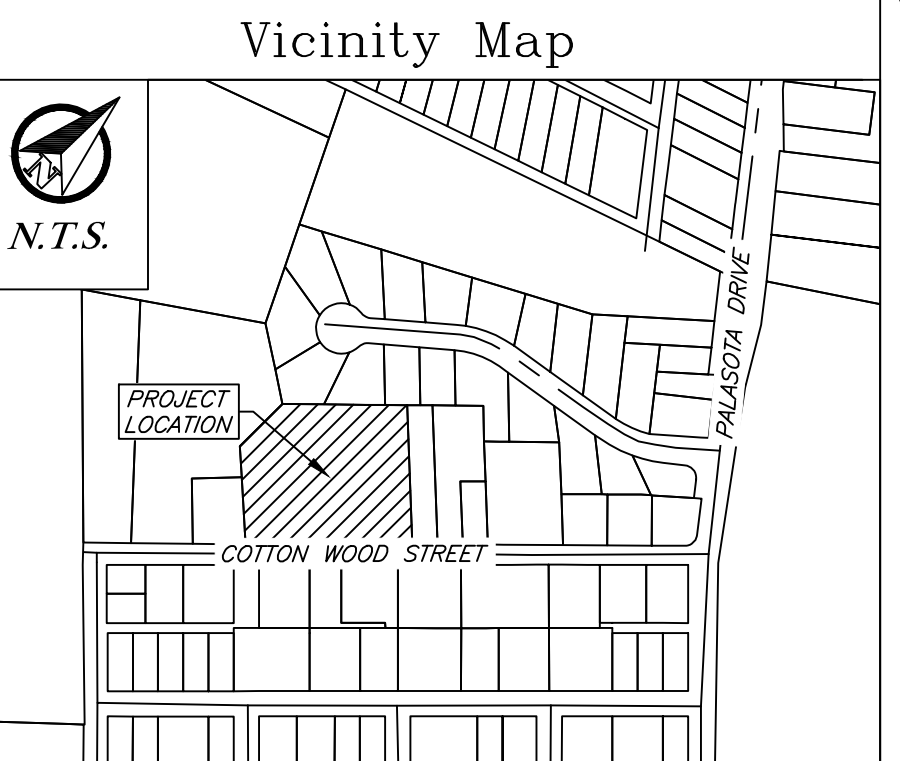 Vicinity Map
N
N.T.S.
PALASOTA DRIVE
PROJECT
LOCATION
COTTON WOOD STREET